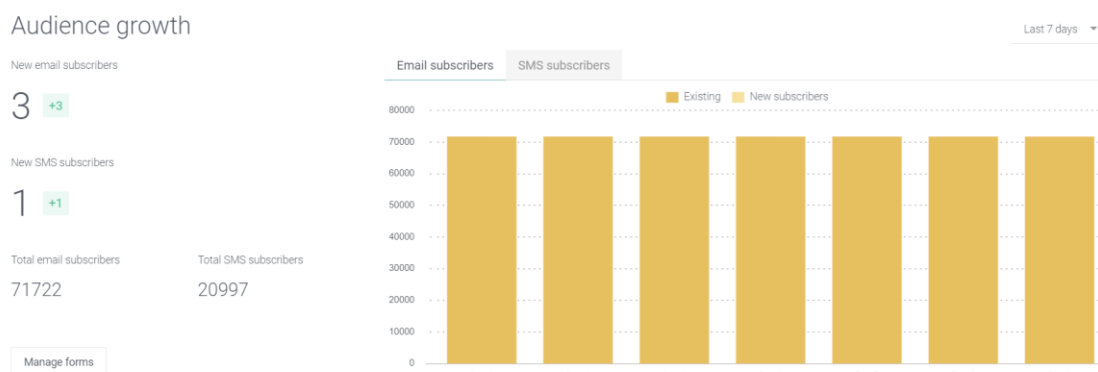 Audience growth
Last 7 days
New email subscribers
3 +3
New SMS subscribers
1 +1
Total email subscribers Total SMS subscribers
71722 20997
Manage forms
Email subscribers SMS subscribers
Existing New subscribers
80000
70000
60000
50000
40000
30000
20000
10000
0